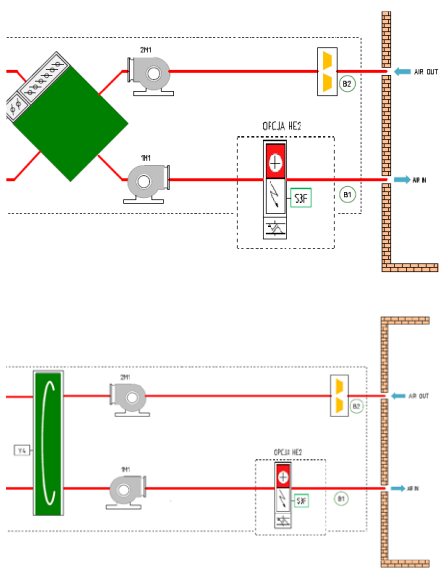 2M1
B2
AIR OUT
OPCJA HE2
1M1
S3F
B1
AIR IN
2M1
B2
AIR OUT
Y4
OPCJA HE2
1M1
S3F
B1
AIR IN